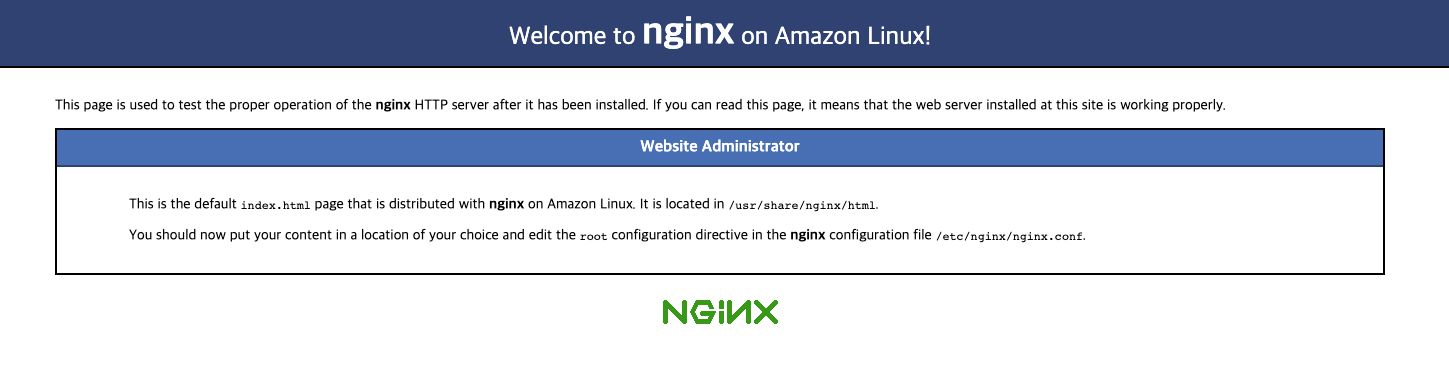 Welcome to nginx on Amazon Linux!
This page is used to test the proper operation of the nginx HTTP server after it has been installed. If you can read this page, it means that the web server installed at this site is working properly.
Website Administrator
This is the default index.html page that is distributed with nginx on Amazon Linux. It is located in /usr/share/nginx/html.
You should now put your content in a location of your choice and edit the root configuration directive in the nginx configuration file /etc/nginx/nginx.conf.
NGINX